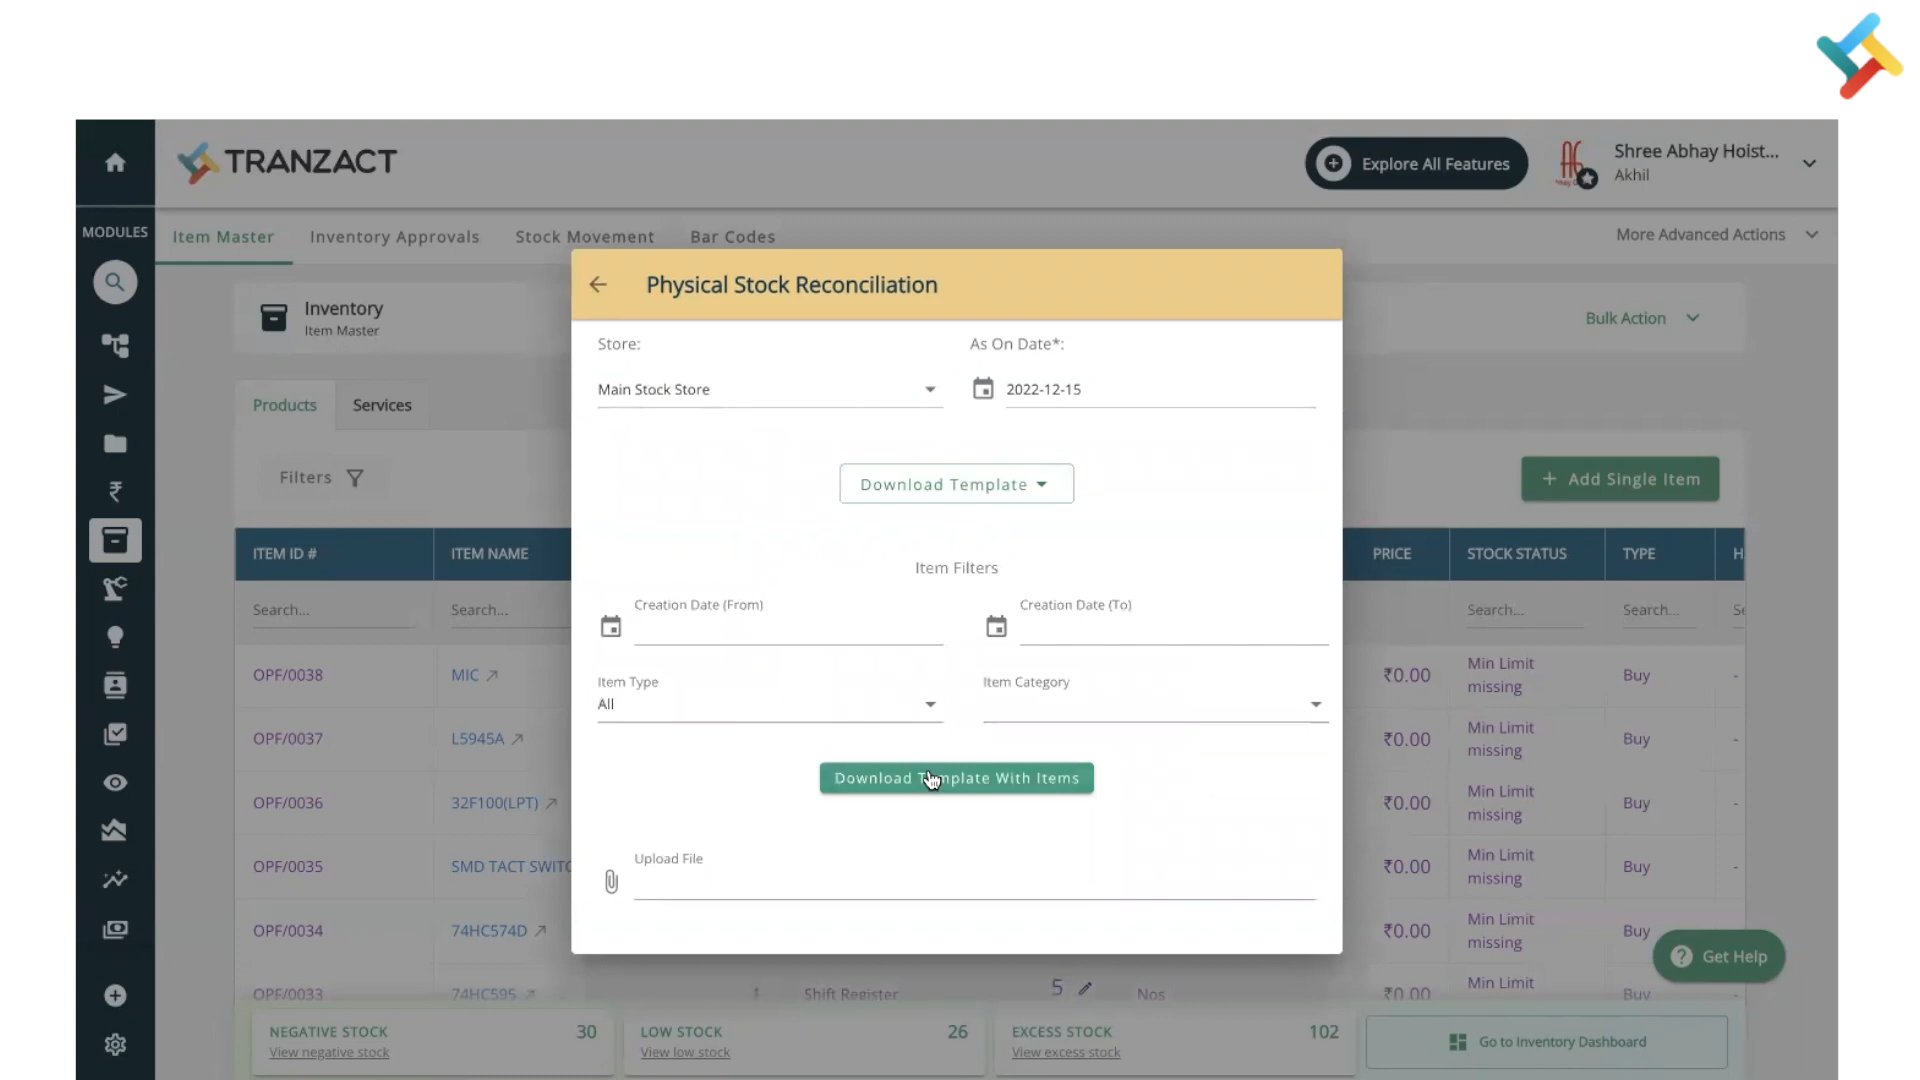 TRANZACT
Explore All Features
Shree Abhay Hoist...
Akhil
MODULES
Item Master
Inventory Approvals
Stock Movement
Bar Codes
More Advanced Actions
Inventory
Item Master
Bulk Action
Products
Services
Filters
+ Add Single Item
Physical Stock Reconciliation
Store:
As On Date*:
Main Stock Store
2022-12-15
Download Template
Item Filters
Creation Date (From)
Creation Date (To)
Item Type
All
Item Category
Download Template With Items
Upload File
ITEM ID #
ITEM NAME
PRICE
STOCK STATUS
TYPE
H
Search...
Search...
Search...
Search...
Se
OPF/0038
MIC
₹0.00
Min Limit
missing
Buy
-
OPF/0037
L5945A
₹0.00
Min Limit
missing
Buy
-
OPF/0036
32F100(LPT)
₹0.00
Min Limit
missing
Buy
-
OPF/0035
SMD TACT SWITC
₹0.00
Min Limit
missing
Buy
-
OPF/0034
74HC574D
₹0.00
Min Limit
missing
Buy
OPF/0033
74HC595
Shift Register
5
Nos
₹0.00
Min Limit
Buy
Get Help
NEGATIVE STOCK
30
View negative stock
LOW STOCK
26
View low stock
EXCESS STOCK
102
View excess stock
Go to Inventory Dashboard